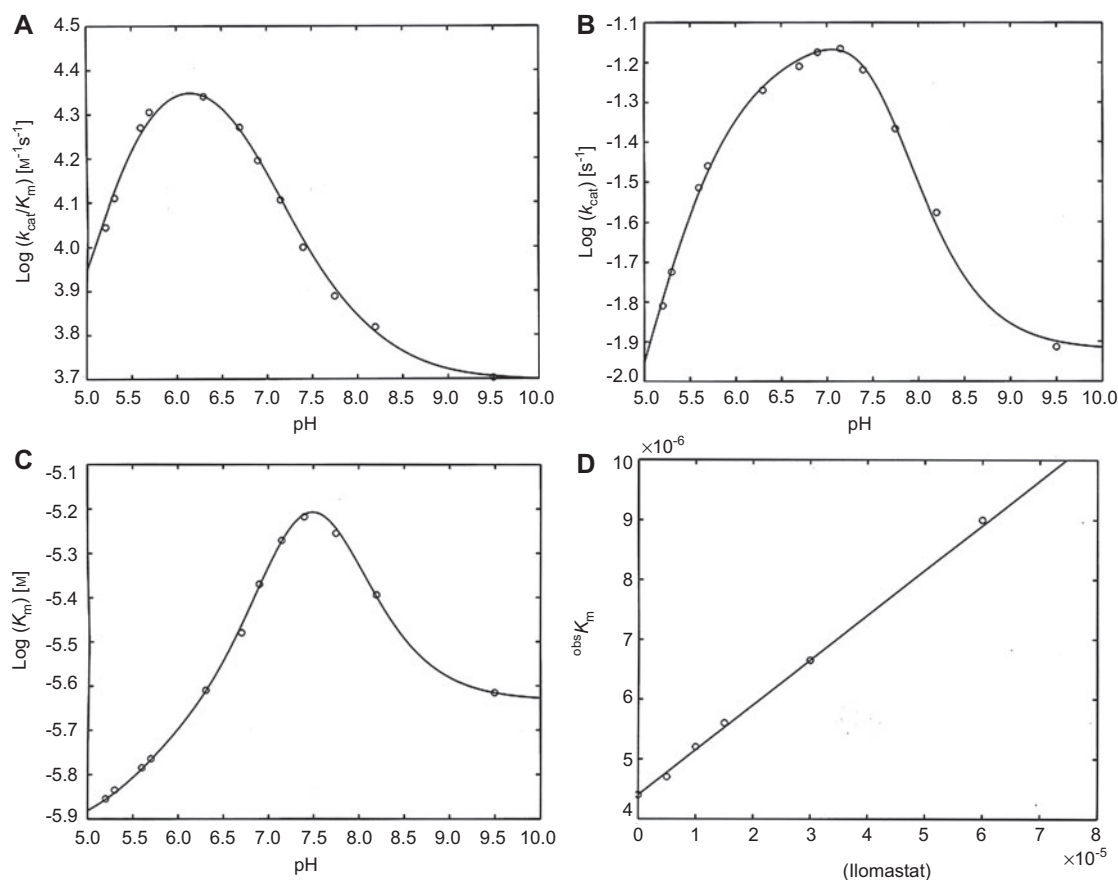 A
Log (kcat/Km) [M-1s-1]
4.5
4.4
4.3
4.2
4.1
4.0
3.9
3.8
3.7
5.0 5.5 6.0 6.5 7.0 7.5 8.0 8.5 9.0 9.5 10.0
pH
B
Log (kcat) [s-1]
-1.1
-1.2
-1.3
-1.4
-1.5
-1.6
-1.7
-1.8
-1.9
-2.0
5.0 5.5 6.0 6.5 7.0 7.5 8.0 8.5 9.0 9.5 10.0
pH
C
Log (Km) [M]
-5.1
-5.2
-5.3
-5.4
-5.5
-5.6
-5.7
-5.8
-5.9
5.0 5.5 6.0 6.5 7.0 7.5 8.0 8.5 9.0 9.5 10.0
pH
D
×10-6
obsKm
10
9
8
7
6
5
4
0 1 2 3 4 5 6 7 8
×10-5
(Ilomastat)